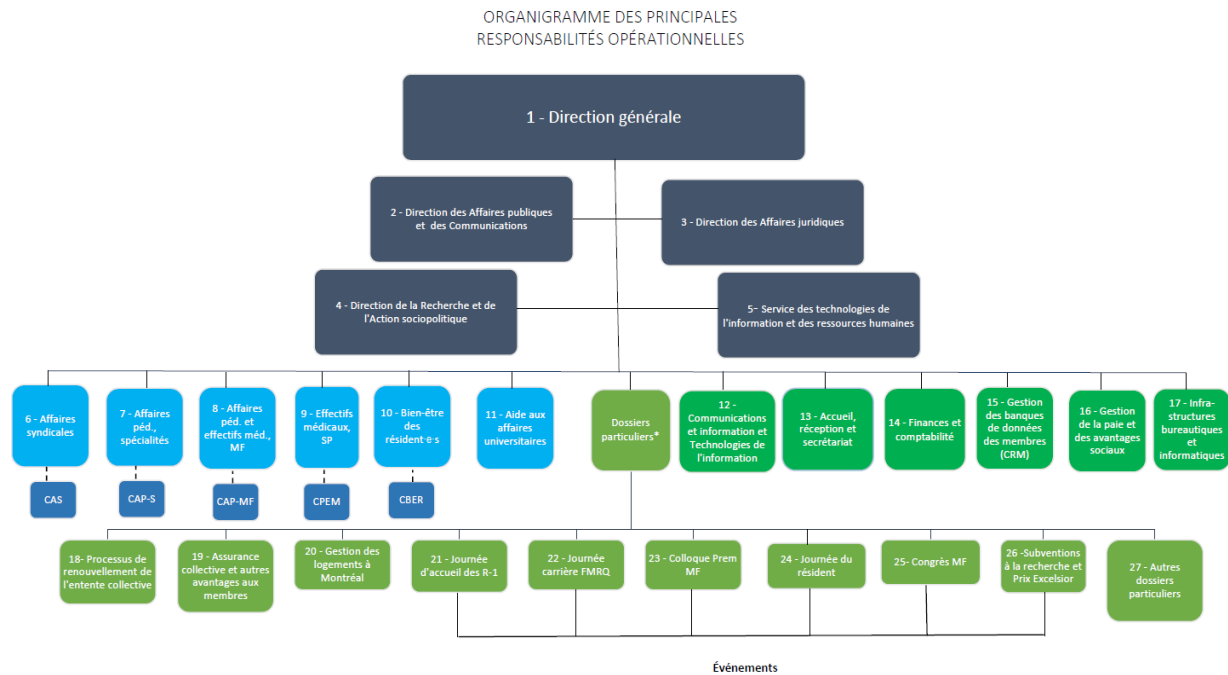 ORGANIGRAMME DES PRINCIPALES
RESPONSABILITÉS OPÉRATIONNELLES
1 - Direction générale
2 - Direction des Affaires publiques
et des Communications
3 - Direction des Affaires juridiques
4 - Direction de la Recherche et de
l'Action sociopolitique
5- Service des technologies de
l'information et des ressources humaines
6 - Affaires
syndicales
7 - Affaires
péd.,
spécialités
8 - Affaires
péd. et
effectifs méd.,
MF
9 - Effectifs
médicaux,
SP
10 - Bien-être
des
résident·e·s
11 - Aide aux
affaires
universitaires
Dossiers
particuliers*
12 -
Communications
et information et
Technologies de
l'information
13 - Accueil,
réception et
secrétariat
14 - Finances et
comptabilité
15 - Gestion
des banques
de données
des membres
(CRM)
16 - Gestion
de la paie et
des avantages
sociaux
17 - Infra-
structures
bureautiques
et
informatiques
CAS
CAP-S
CAP-MF
CPEM
CBER
18- Processus de
renouvellement de
l'entente collective
19 - Assurance
collective et autres
avantages aux
membres
20 - Gestion des
logements à
Montréal
21 - Journée
d'accueil des R-1
22 - Journée
carrière FMRQ
23 - Colloque Prem
MF
24 - Journée du
résident
25- Congrès MF
26 -Subventions
à la recherche et
Prix Excelsior
27 - Autres
dossiers
particuliers
Événements